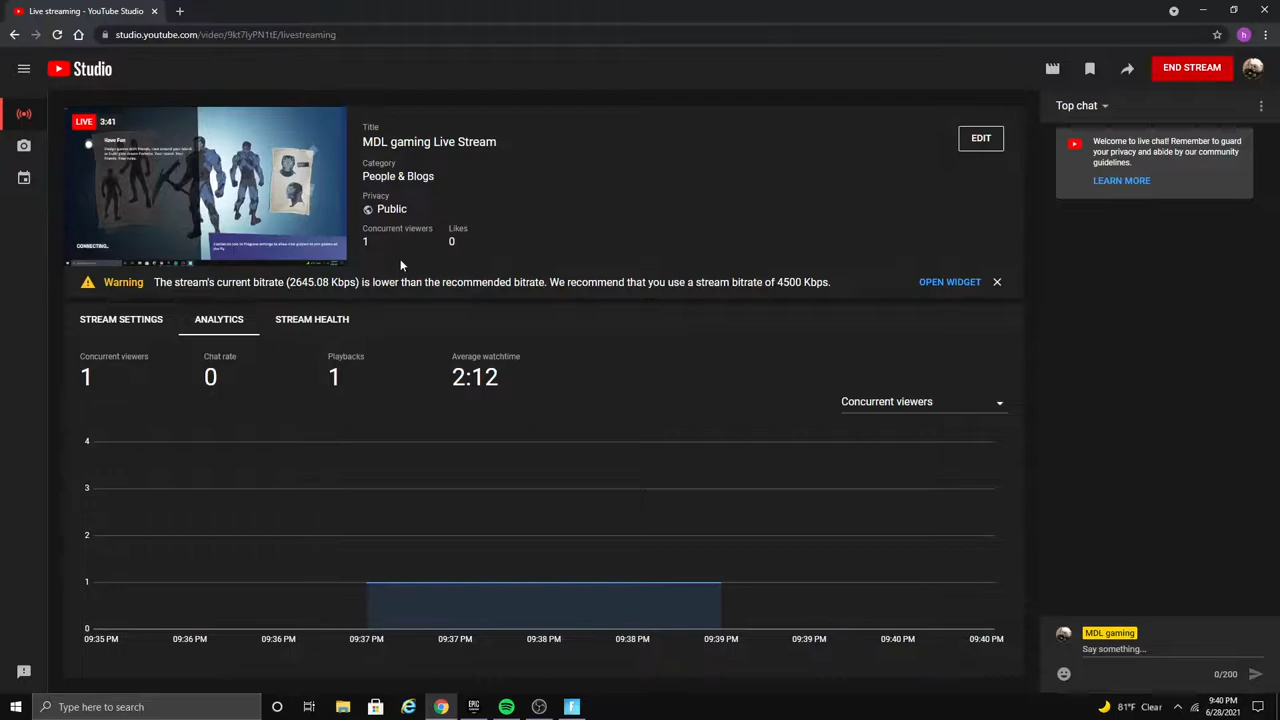 Live streaming - YouTube Studio
studio.youtube.com/video/9kt7IyPN1tE/livestreaming
h
Studio
END STREAM
LIVE 3:41
Have Fun
CONNECTING...
Title
MDL gaming Live Stream
Category
People & Blogs
Privacy
Public
Concurrent viewers Likes
1 0
EDIT
Warning The stream's current bitrate (2645.08 Kbps) is lower than the recommended bitrate. We recommend that you use a stream bitrate of 4500 Kbps.
OPEN WIDGET
STREAM SETTINGS ANALYTICS STREAM HEALTH
Concurrent viewers Chat rate Playbacks Average watchtime
1 0 1 2:12
Concurrent viewers
4
3
2
1
0
09:35 PM 09:36 PM 09:36 PM 09:37 PM 09:37 PM 09:38 PM 09:38 PM 09:39 PM 09:39 PM 09:40 PM 09:40 PM
Top chat
Welcome to live chat! Remember to guard
your privacy and abide by our community
guidelines.
LEARN MORE
MDL gaming
Say something...
0/200
Type here to search
EPIC
81°F Clear
9:40 PM
6/28/2021